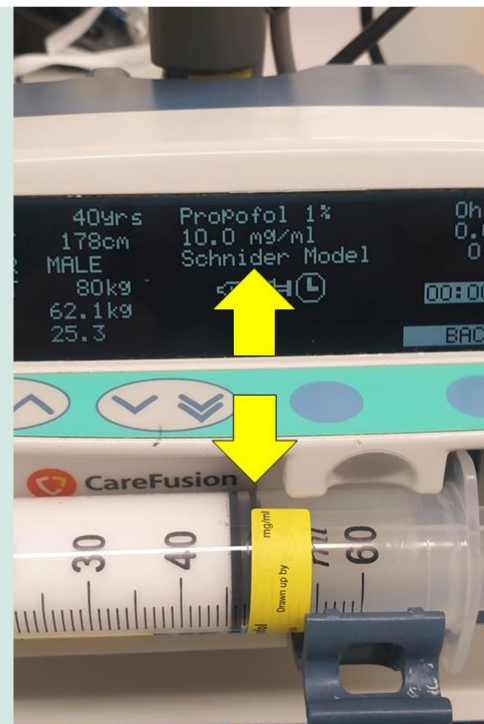 40yrs Propofol 1%
178cm 10.0 mg/ml
MALE Schnider Model
80kg
62.1kg 00:00
25.3 BAC
CareFusion
30 40 ml 60
mg/ml
Drawn up by